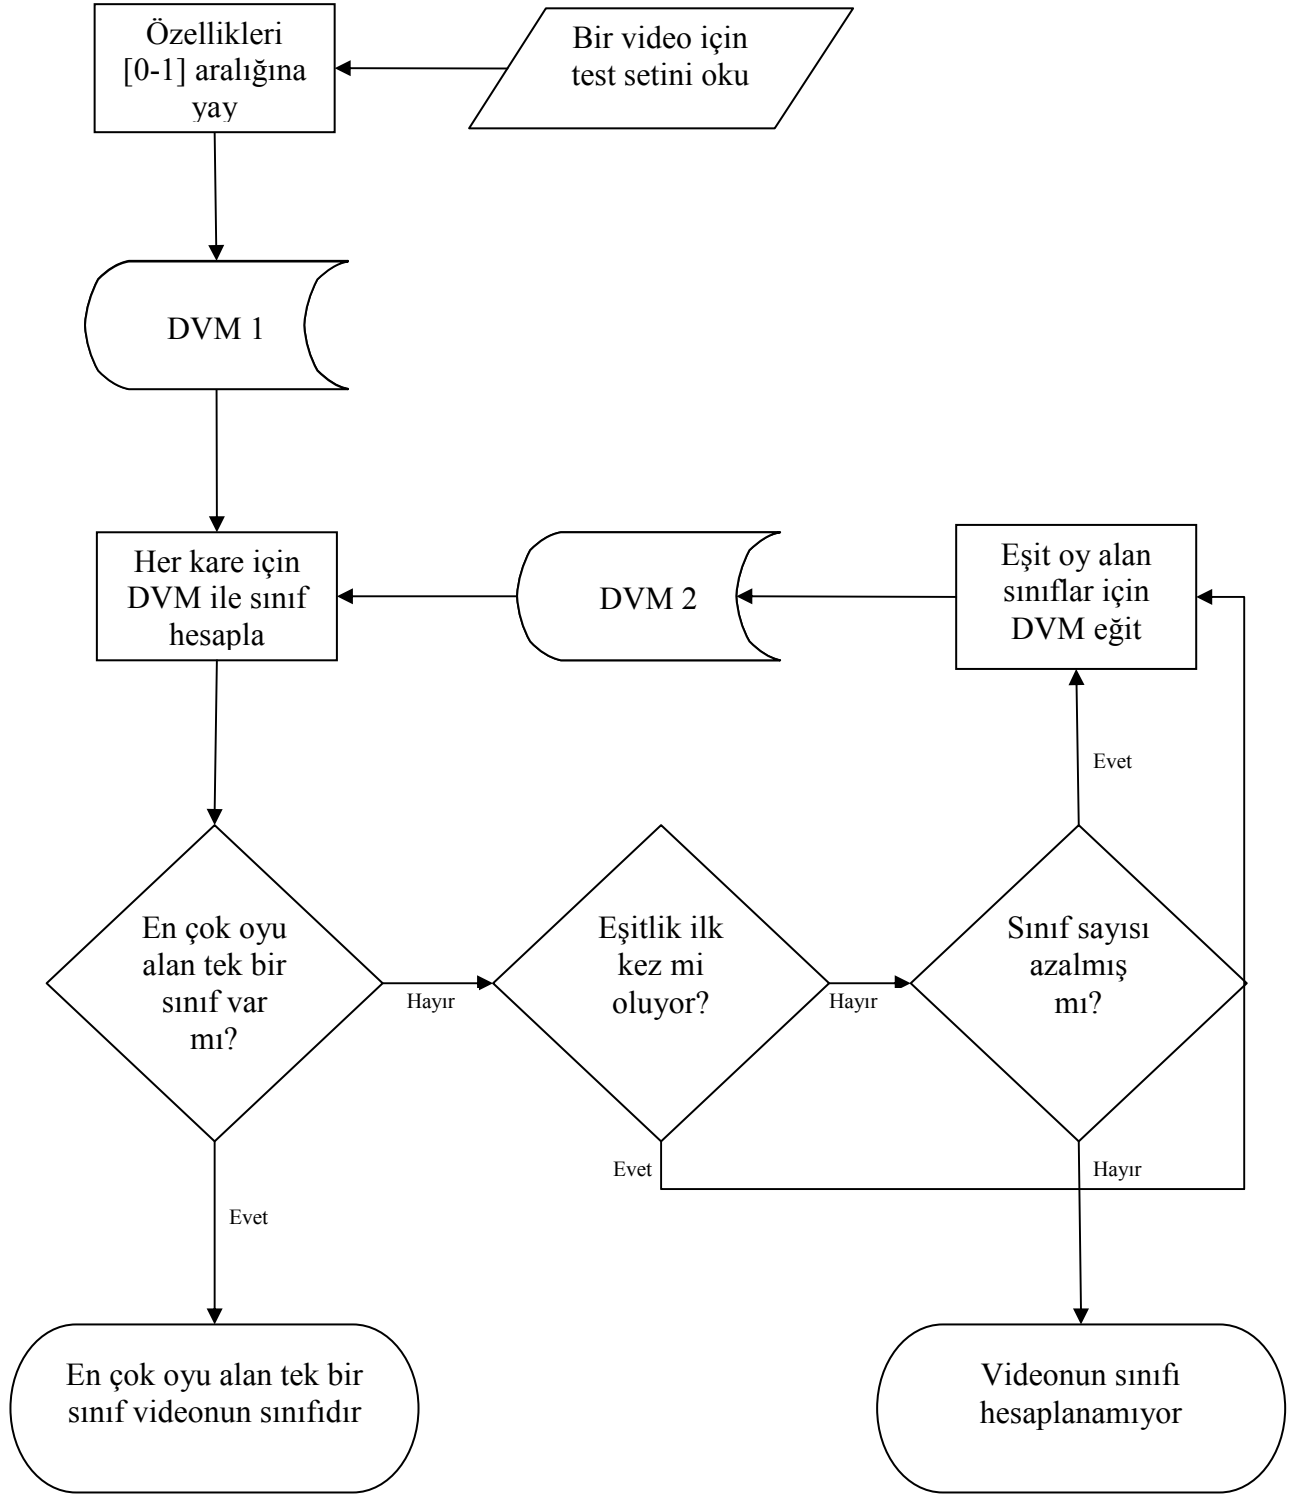 Özellikleri
[0-1] aralığına
yay
Bir video için
test setini oku
DVM 1
Her kare için
DVM ile sınıf
hesapla
DVM 2
Eşit oy alan
sınıflar için
DVM eğit
Evet
En çok oyu
alan tek bir
sınıf var
mı?
Hayır
Eşitlik ilk
kez mi
oluyor?
Hayır
Sınıf sayısı
azalmış
mı?
Evet
Hayır
Evet
En çok oyu alan tek bir
sınıf videonun sınıfıdır
Videonun sınıfı
hesaplanamıyor